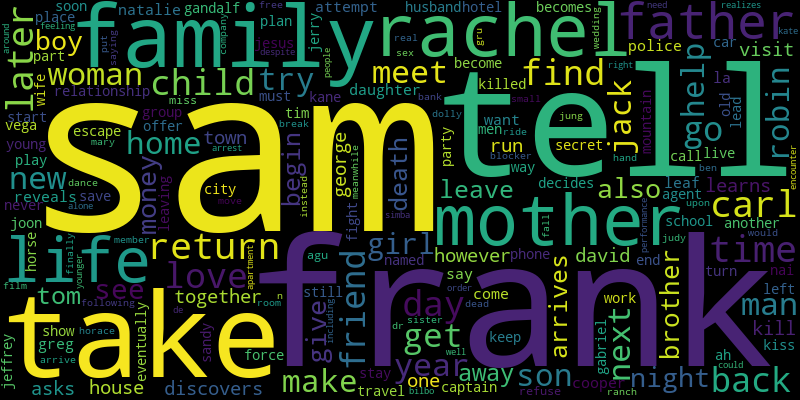 soon natalie gandalf attempt husband hotel becomes free need realizes
place company plan jerry jesus real sex become gru wedding kate
later boy family rachel father
part wife woman child try meet find police car visit
relationship miss must kane daughter killed people despite right
start vega group tim bank small la old lead
escape mary offer break dolly men ride want jung jack help go robin
young home town money begin george death party run secret call live
play new city sam tell blocker way hand mountain ben encounter
reveals save dance never alone leaving move instead meanwhile fight simba
leave decides also agent leaf learns carl
joon member life return girl mother fall school another upon performance
horse finally younger apartment agu named friend however phone david end judy would time
film tom see love together still say arrives turn left nai man
following de n room including order come work brother kill kiss
show horace take frank day give dr sister dead keep
greg arrive eventually sandy force get well gabriel next ah could
jeffrey asks house discovers make stay year one away son cooper night back
travel captain bilbo refuse ranch
around feeling put saying arrest